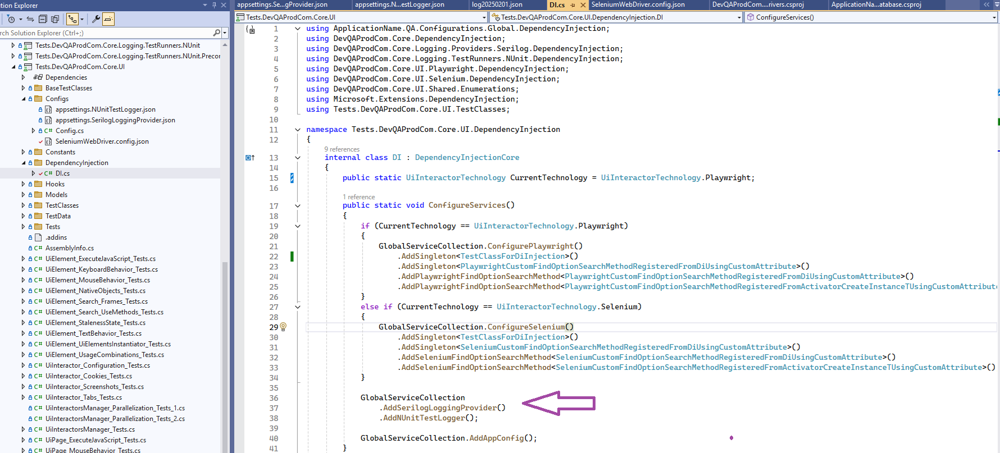 ution Explorer
rch Solution Explorer (Ctrl+;)
Tests.DevQAProdCom.Core.Logging.TestRunners.NUnit
Tests.DevQAProdCom.Core.Logging.TestRunners.NUnit.Precor
Tests.DevQAProdCom.Core.UI
Dependencies
BaseTestClasses
Configs
appsettings.NUnitTestLogger.json
appsettings.SerilogLoggingProvider.json
C# Config.cs
SeleniumWebDriver.config.json
Constants
DependencyInjection
C# DI.cs
Hooks
Models
TestClasses
TestData
Tests
.addins
C# AssemblyInfo.cs
C# UiElement_ExecuteJavaScript_Tests.cs
C# UiElement_KeyboardBehavior_Tests.cs
C# UiElement_MouseBehavior_Tests.cs
C# UiElement_NativeObjects_Tests.cs
C# UiElement_Search_Frames_Tests.cs
C# UiElement_Search_UseMethods_Tests.cs
C# UiElement_StalenessState_Tests.cs
C# UiElement_TextBehavior_Tests.cs
C# UiElement_UiElementsInstantiator_Tests.cs
C# UiElement_UsageCombinations_Tests.cs
C# UiInteractor_Configuration_Tests.cs
C# UiInteractor_Cookies_Tests.cs
C# UiInteractor_Screenshots_Tests.cs
C# UiInteractor_Tabs_Tests.cs
C# UiInteractorsManager_Parallelization_Tests_1.cs
C# UiInteractorsManager_Parallelization_Tests_2.cs
C# UiInteractorsManager_Tests.cs
C# UiPage_ExecuteJavaScript_Tests.cs
C# UiPage_MouseBehavior_Tests.cs
appsettings.Se...gProvider.json appsettings.N...estLogger.json log20250201.json DI.cs SeleniumWebDriver.config.json DevQAProdCom....rivers.csproj ApplicationNa...atabase.csproj
Tests.DevQAProdCom.Core.UI Tests.DevQAProdCom.Core.UI.DependencyInjection.DI ConfigureServices()
1 using ApplicationName.QA.Configurations.Global.DependencyInjection;
2 using DevQAProdCom.Core.DependencyInjection;
3 using DevQAProdCom.Core.Logging.Providers.Serilog.DependencyInjection;
4 using DevQAProdCom.Core.Logging.TestRunners.NUnit.DependencyInjection;
5 using DevQAProdCom.Core.UI.Playwright.DependencyInjection;
6 using DevQAProdCom.Core.UI.Selenium.DependencyInjection;
7 using DevQAProdCom.Core.UI.Shared.Enumerations;
8 using Microsoft.Extensions.DependencyInjection;
9 using Tests.DevQAProdCom.Core.UI.TestClasses;
10
11 namespace Tests.DevQAProdCom.Core.UI.DependencyInjection
12 {
9 references
13 internal class DI : DependencyInjectionCore
14 {
15 public static UiInteractorTechnology CurrentTechnology = UiInteractorTechnology.Playwright;
16
1 reference
17 public static void ConfigureServices()
18 {
19 if (CurrentTechnology == UiInteractorTechnology.Playwright)
20 {
21 GlobalServiceCollection.ConfigurePlaywright()
22 .AddSingleton<TestClassForDiInjection>()
23 .AddSingleton<PlaywrightCustomFindOptionSearchMethodRegisteredFromDiUsingCustomAttribute>()
24 .AddPlaywrightFindOptionSearchMethod<PlaywrightCustomFindOptionSearchMethodRegisteredFromDiUsingCustomAttribute>()
25 .AddPlaywrightFindOptionSearchMethod<PlaywrightCustomFindOptionSearchMethodRegisteredFromActivatorCreateInstanceTUsingCustomAttribute
26 }
27 else if (CurrentTechnology == UiInteractorTechnology.Selenium)
28 {
29 GlobalServiceCollection.ConfigureSelenium()
30 .AddSingleton<TestClassForDiInjection>()
31 .AddSingleton<SeleniumCustomFindOptionSearchMethodRegisteredFromDiUsingCustomAttribute>()
32 .AddSeleniumFindOptionSearchMethod<SeleniumCustomFindOptionSearchMethodRegisteredFromDiUsingCustomAttribute>()
33 .AddSeleniumFindOptionSearchMethod<SeleniumCustomFindOptionSearchMethodRegisteredFromActivatorCreateInstanceTUsingCustomAttribute>()
34 }
35
36 GlobalServiceCollection
37 .AddSerilogLoggingProvider()
38 .AddNUnitTestLogger();
39
40 GlobalServiceCollection.AddAppConfig();
41 }